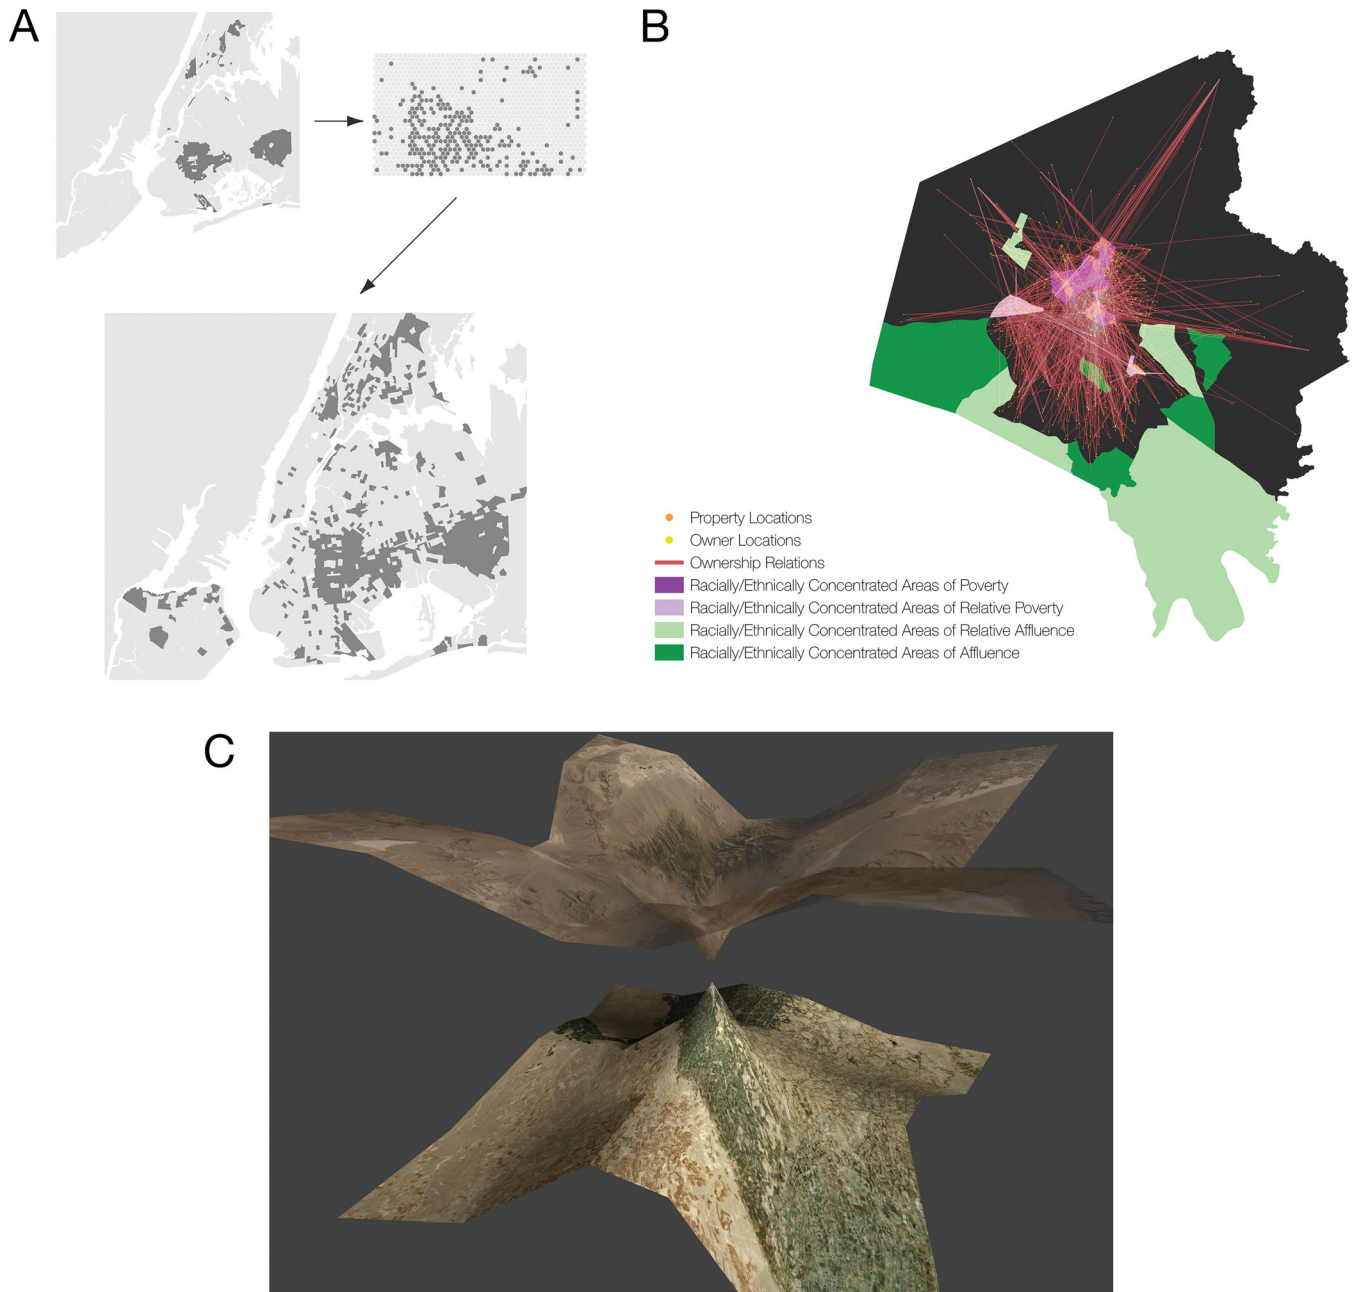 A
B
Property Locations
Owner Locations
Ownership Relations
Racially/Ethnically Concentrated Areas of Poverty
Racially/Ethnically Concentrated Areas of Relative Poverty
Racially/Ethnically Concentrated Areas of Relative Affluence
Racially/Ethnically Concentrated Areas of Affluence
C